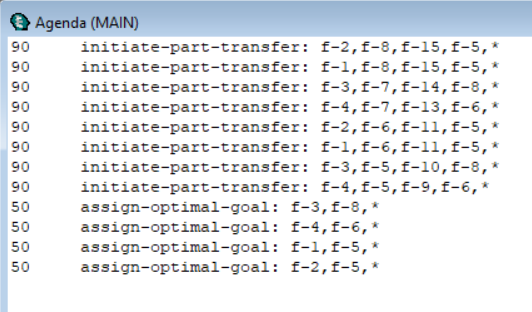 Agenda (MAIN)
90 initiate-part-transfer: f-2,f-8,f-15,f-5,*
90 initiate-part-transfer: f-1,f-8,f-15,f-5,*
90 initiate-part-transfer: f-3,f-7,f-14,f-8,*
90 initiate-part-transfer: f-4,f-7,f-13,f-6,*
90 initiate-part-transfer: f-2,f-6,f-11,f-5,*
90 initiate-part-transfer: f-1,f-6,f-11,f-5,*
90 initiate-part-transfer: f-3,f-5,f-10,f-8,*
90 initiate-part-transfer: f-4,f-5,f-9,f-6,*
50 assign-optimal-goal: f-3,f-8,*
50 assign-optimal-goal: f-4,f-6,*
50 assign-optimal-goal: f-1,f-5,*
50 assign-optimal-goal: f-2,f-5,*